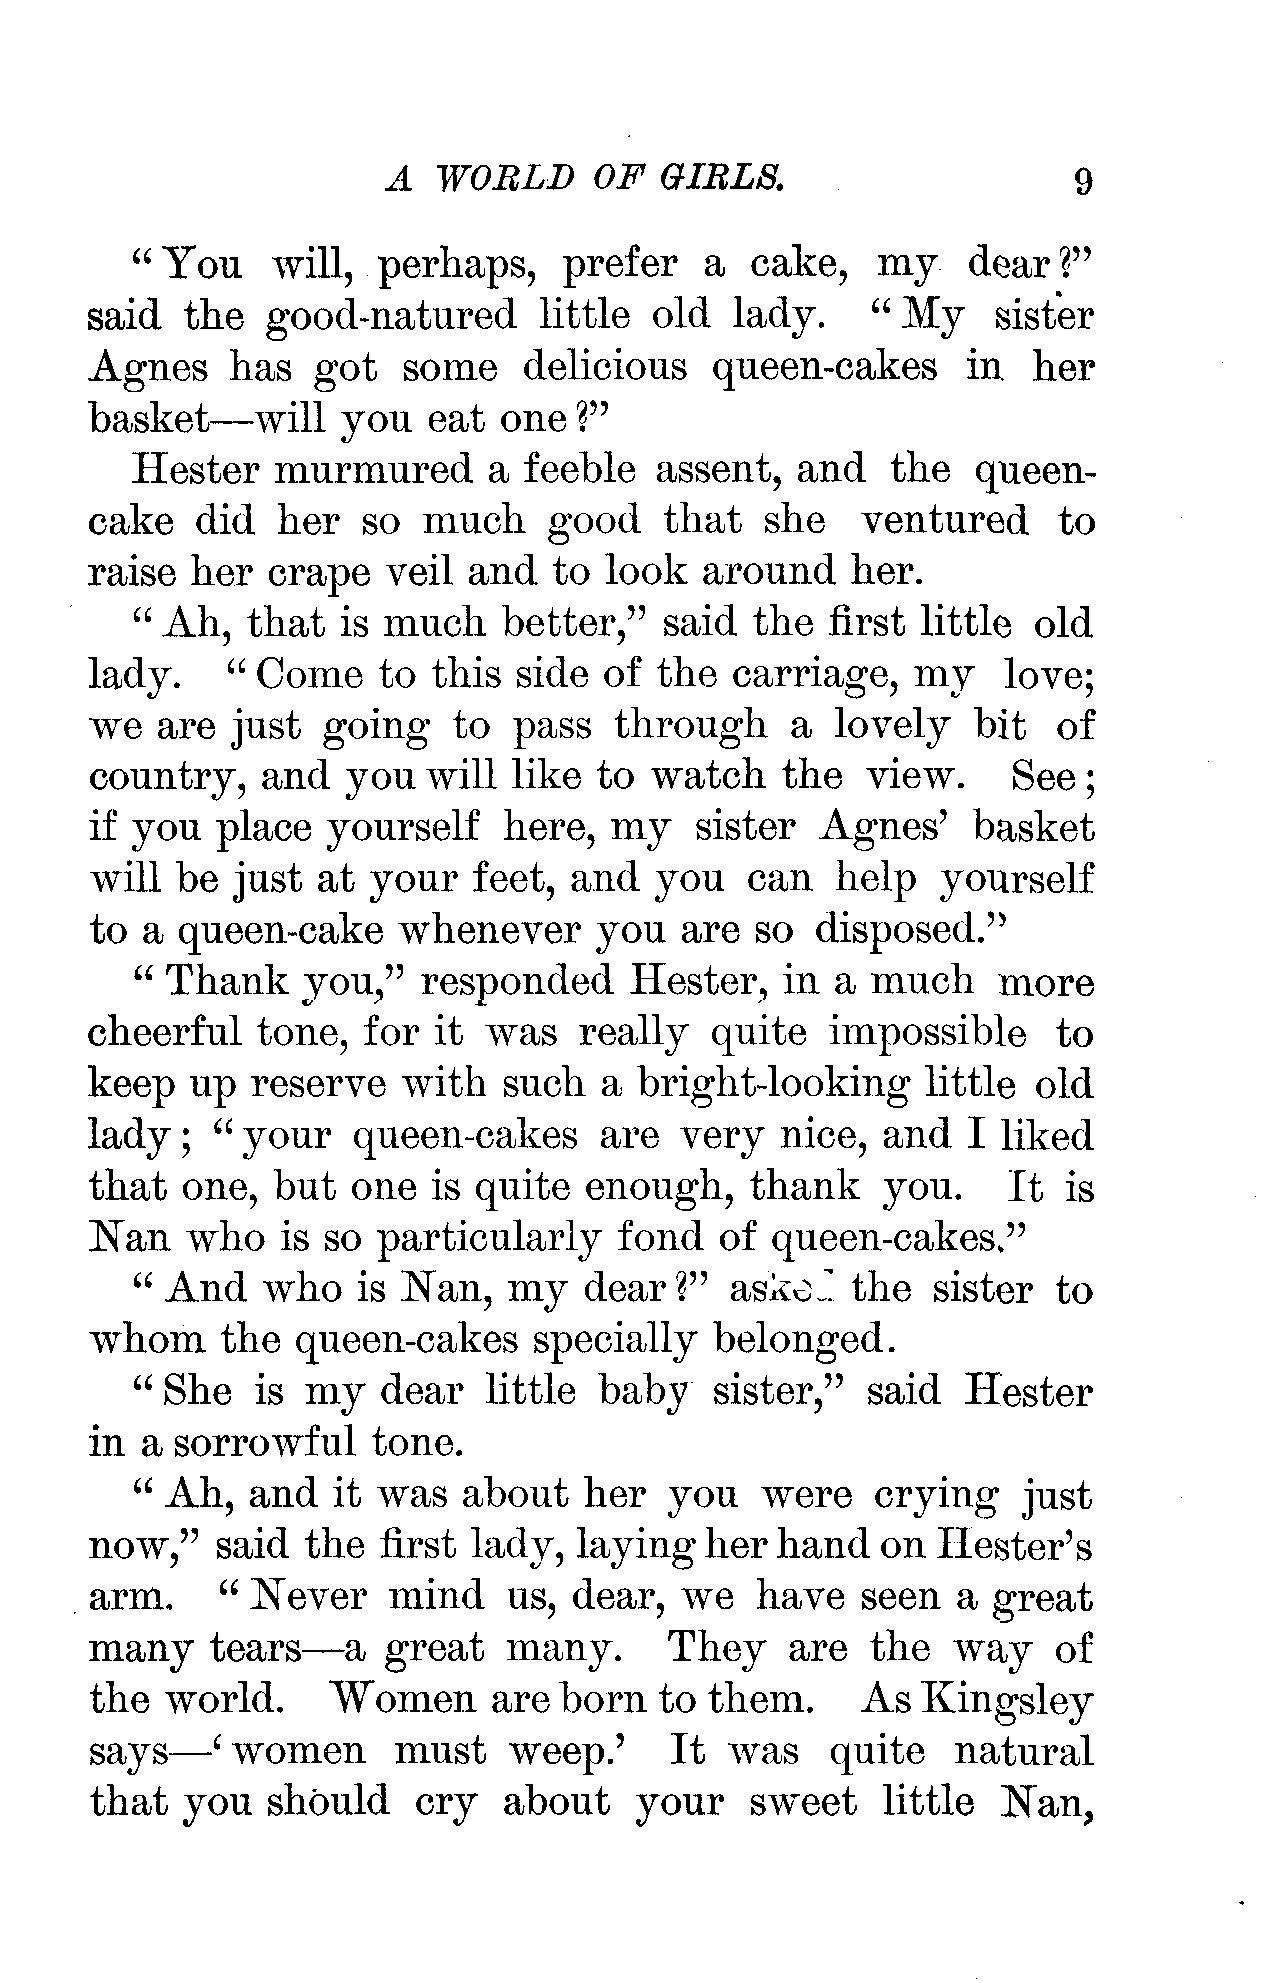 A WORLD OF GIRLS. 9
“You will, perhaps, prefer a cake, my dear?”
said the good-natured little old lady. “My sister
Agnes has got some delicious queen-cakes in her
basket—will you eat one?”
Hester murmured a feeble assent, and the queen-
cake did her so much good that she ventured to
raise her crape veil and to look around her.
“Ah, that is much better,” said the first little old
lady. “Come to this side of the carriage, my love;
we are just going to pass through a lovely bit of
country, and you will like to watch the view. See;
if you place yourself here, my sister Agnes’ basket
will be just at your feet, and you can help yourself
to a queen-cake whenever you are so disposed.”
“Thank you,” responded Hester, in a much more
cheerful tone, for it was really quite impossible to
keep up reserve with such a bright-looking little old
lady; “your queen-cakes are very nice, and I liked
that one, but one is quite enough, thank you. It is
Nan who is so particularly fond of queen-cakes.”
“And who is Nan, my dear?” asked the sister to
whom the queen-cakes specially belonged.
“She is my dear little baby sister,” said Hester
in a sorrowful tone.
“Ah, and it was about her you were crying just
now,” said the first lady, laying her hand on Hester’s
arm. “Never mind us, dear, we have seen a great
many tears—a great many. They are the way of
the world. Women are born to them. As Kingsley
says—‘women must weep.’ It was quite natural
that you should cry about your sweet little Nan,